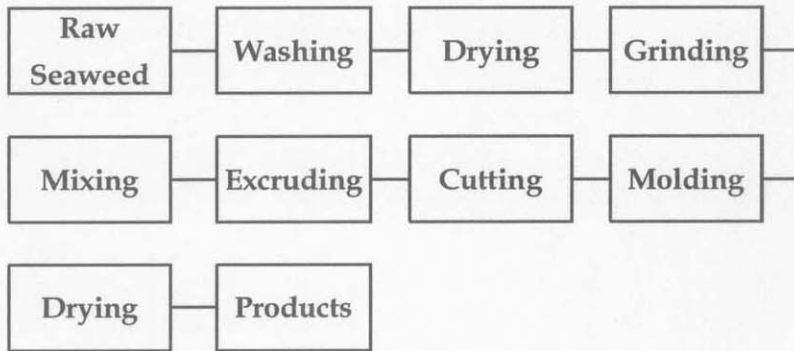 Raw
Seaweed
Washing
Drying
Grinding
Mixing
Excruding
Cutting
Molding
Drying
Products